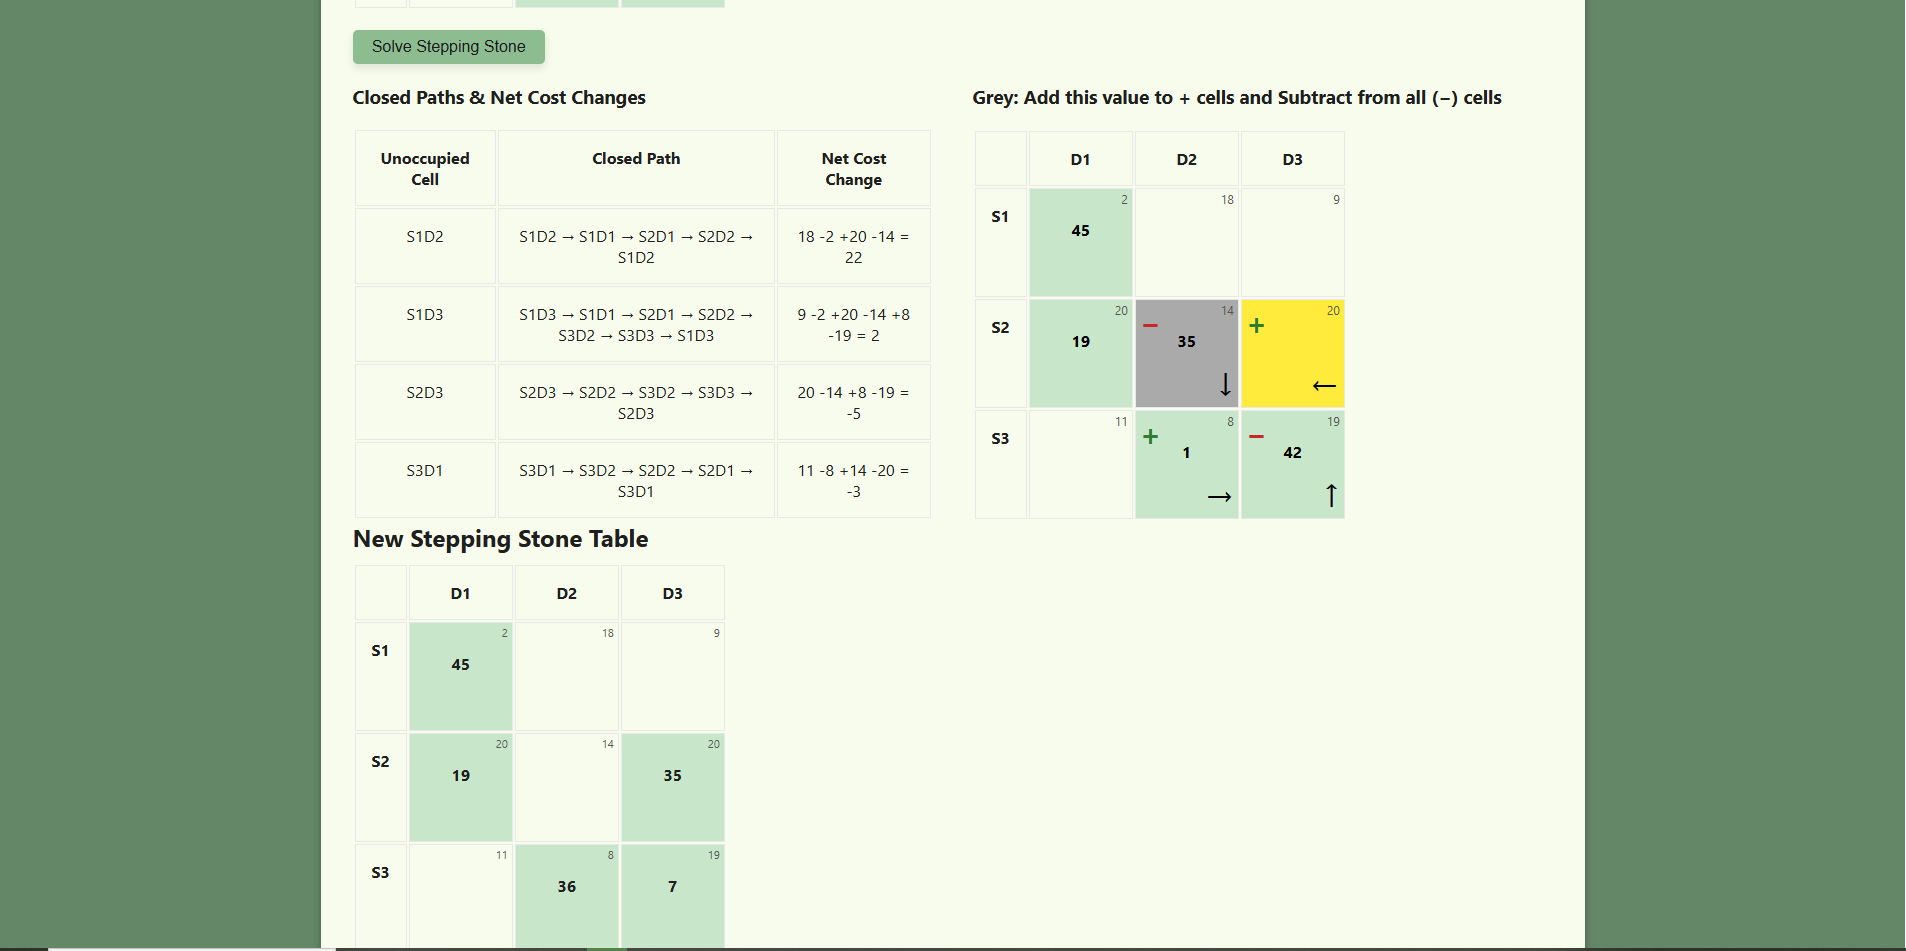 Solve Stepping Stone
Closed Paths & Net Cost Changes
Unoccupied Cell Closed Path Net Cost Change
S1D2 S1D2 → S1D1 → S2D1 → S2D2 → S1D2 18 -2 +20 -14 = 22
S1D3 S1D3 → S1D1 → S2D1 → S2D2 → S3D2 → S3D3 → S1D3 9 -2 +20 -14 +8 -19 = 2
S2D3 S2D3 → S2D2 → S3D2 → S3D3 → S2D3 20 -14 +8 -19 = -5
S3D1 S3D1 → S3D2 → S2D2 → S2D1 → S3D1 11 -8 +14 -20 = -3
Grey: Add this value to + cells and Subtract from all (−) cells
D1 D2 D3
2 18 9
S1 45
20 14 20
− +
S2 19 35
↓ ←
11 8 19
+ −
S3 1 42
→ ↑
New Stepping Stone Table
D1 D2 D3
2 18 9
S1 45
20 14 20
S2 19 35
11 8 19
S3 36 7